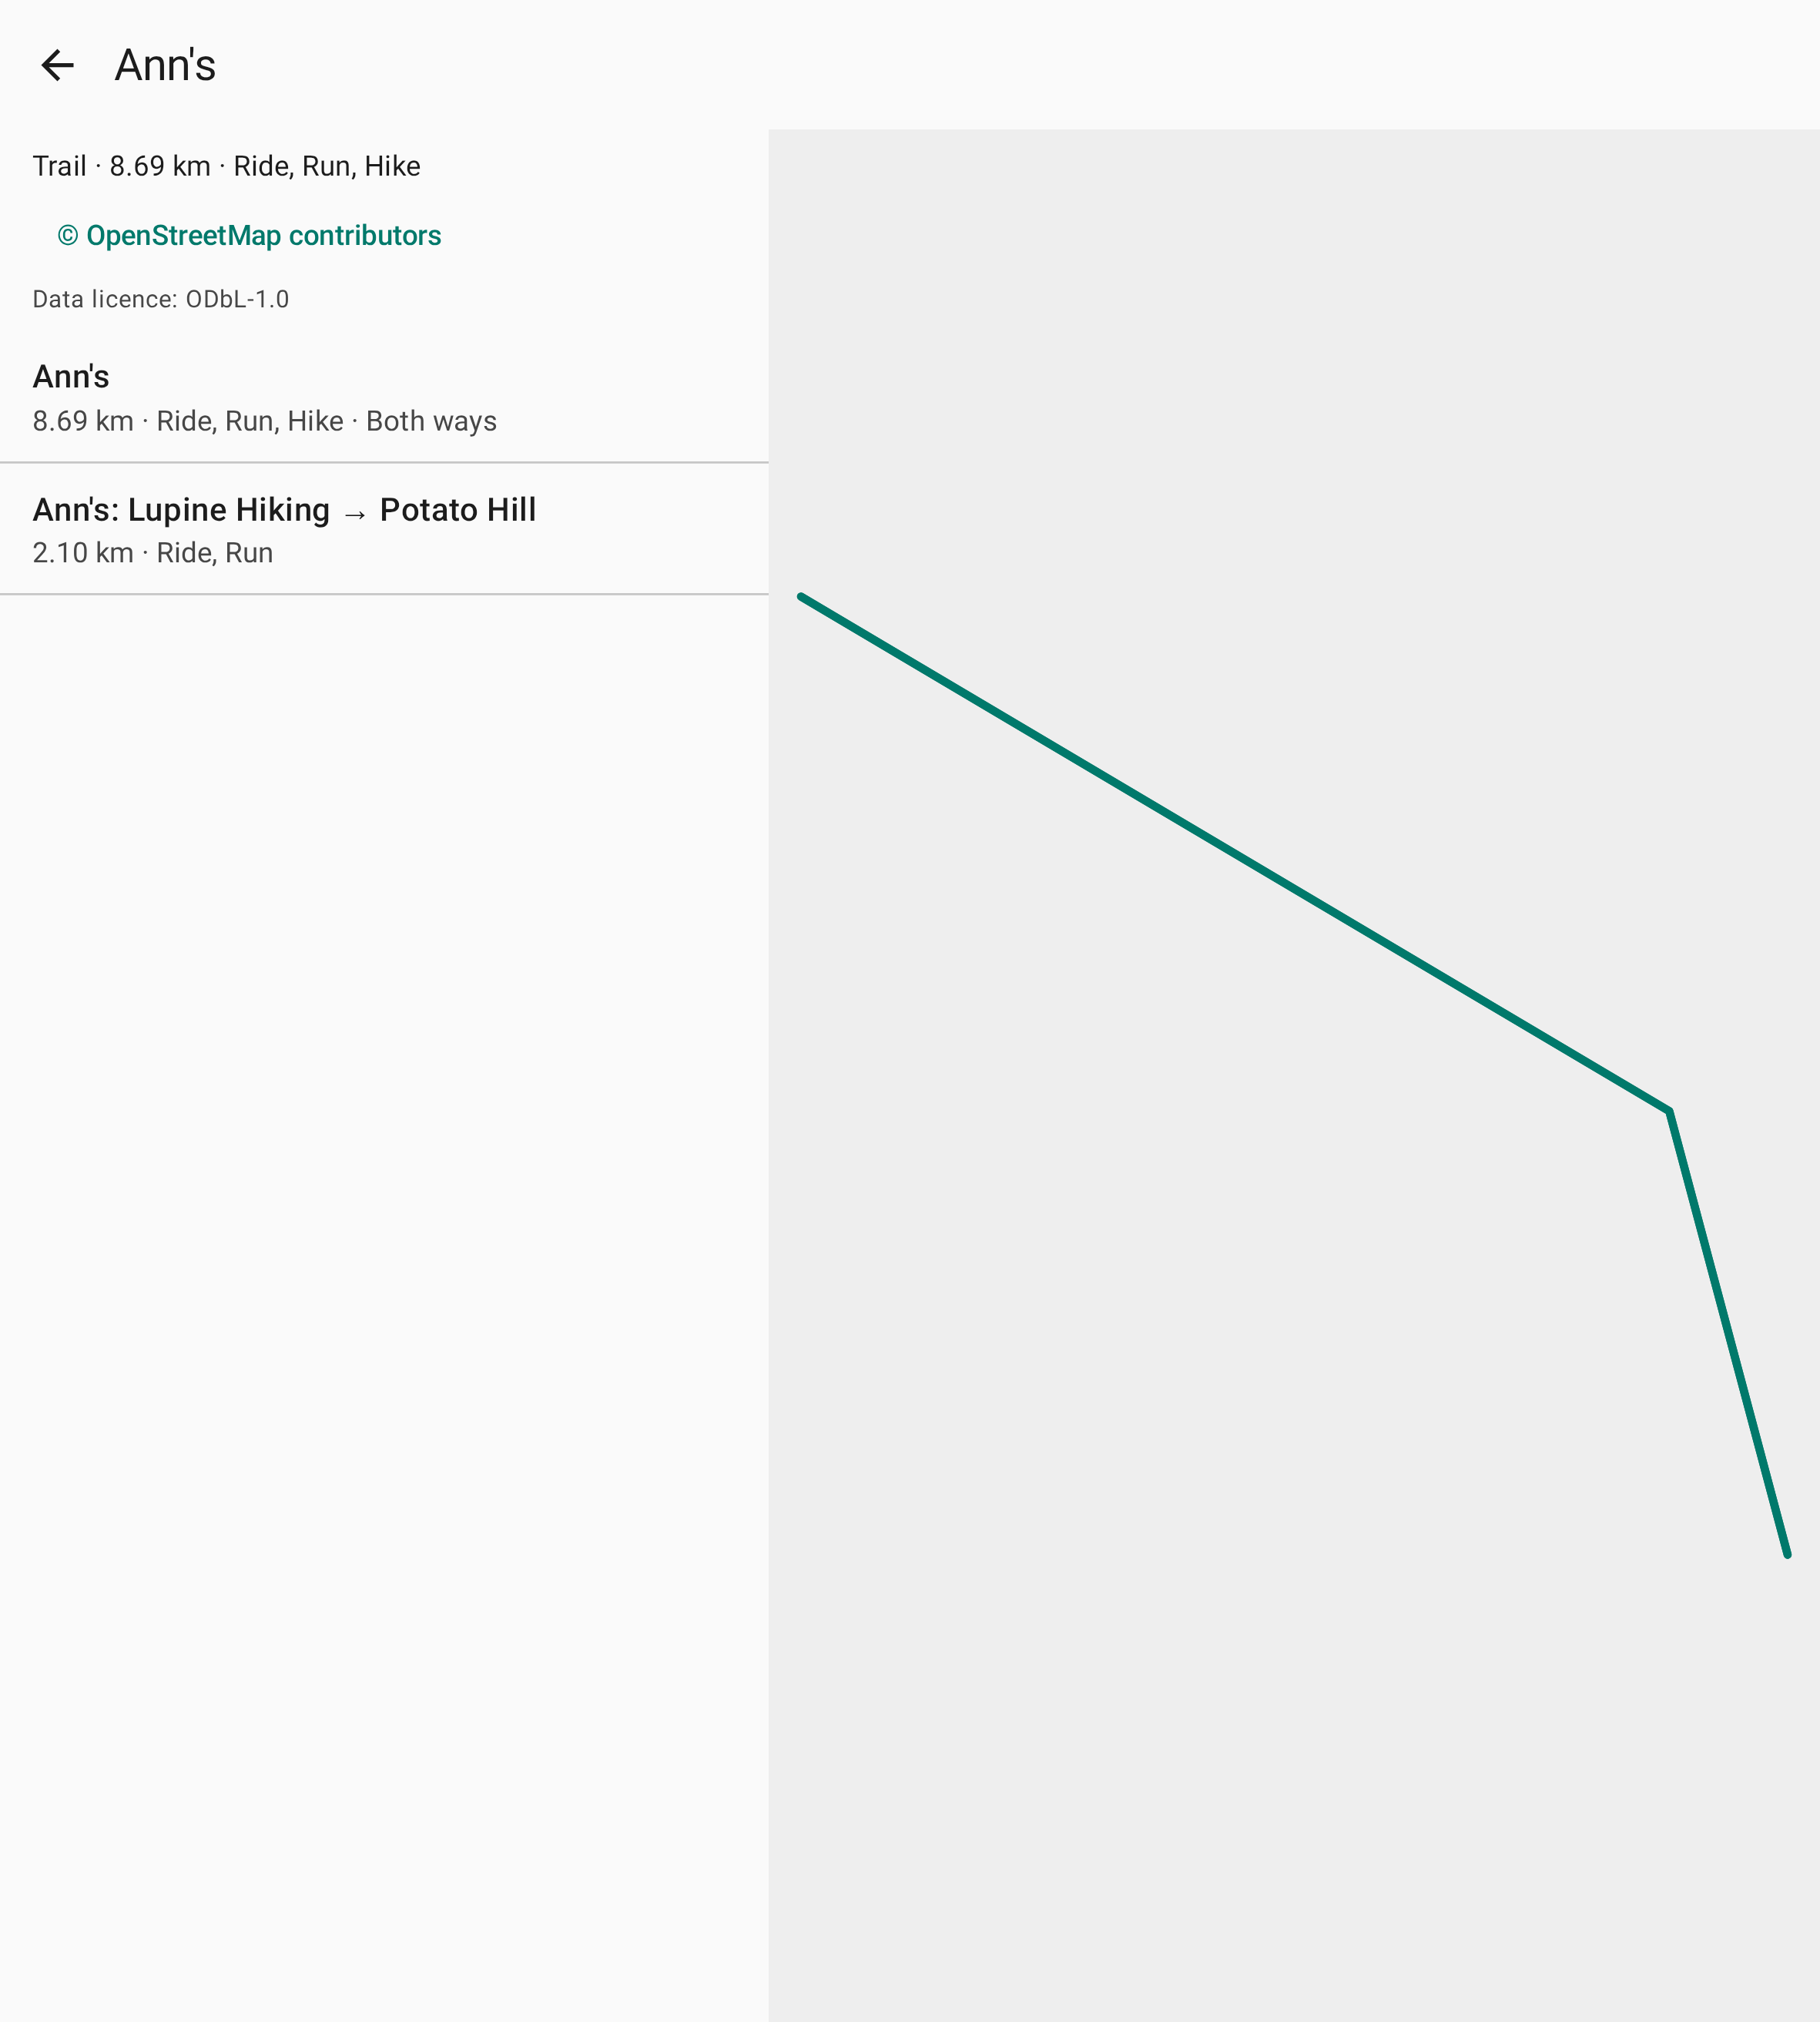 Ann's
Trail · 8.69 km · Ride, Run, Hike
© OpenStreetMap contributors
Data licence: ODbL-1.0
Ann's
8.69 km · Ride, Run, Hike · Both ways
Ann's: Lupine Hiking → Potato Hill
2.10 km · Ride, Run